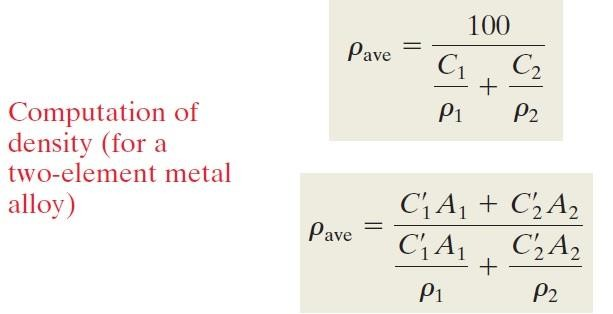 Computation of
density (for a
two-element metal
alloy)
ρave = 100 / (C1/ρ1 + C2/ρ2)
ρave = (C′1A1 + C′2A2) / (C′1A1/ρ1 + C′2A2/ρ2)